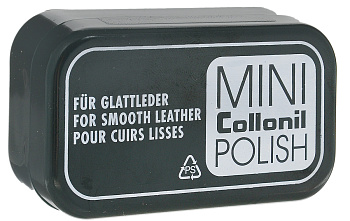 FÜR GLATTLEDER
FOR SMOOTH LEATHER
POUR CUIRS LISSES
PS
MINI
Collonil
POLISH